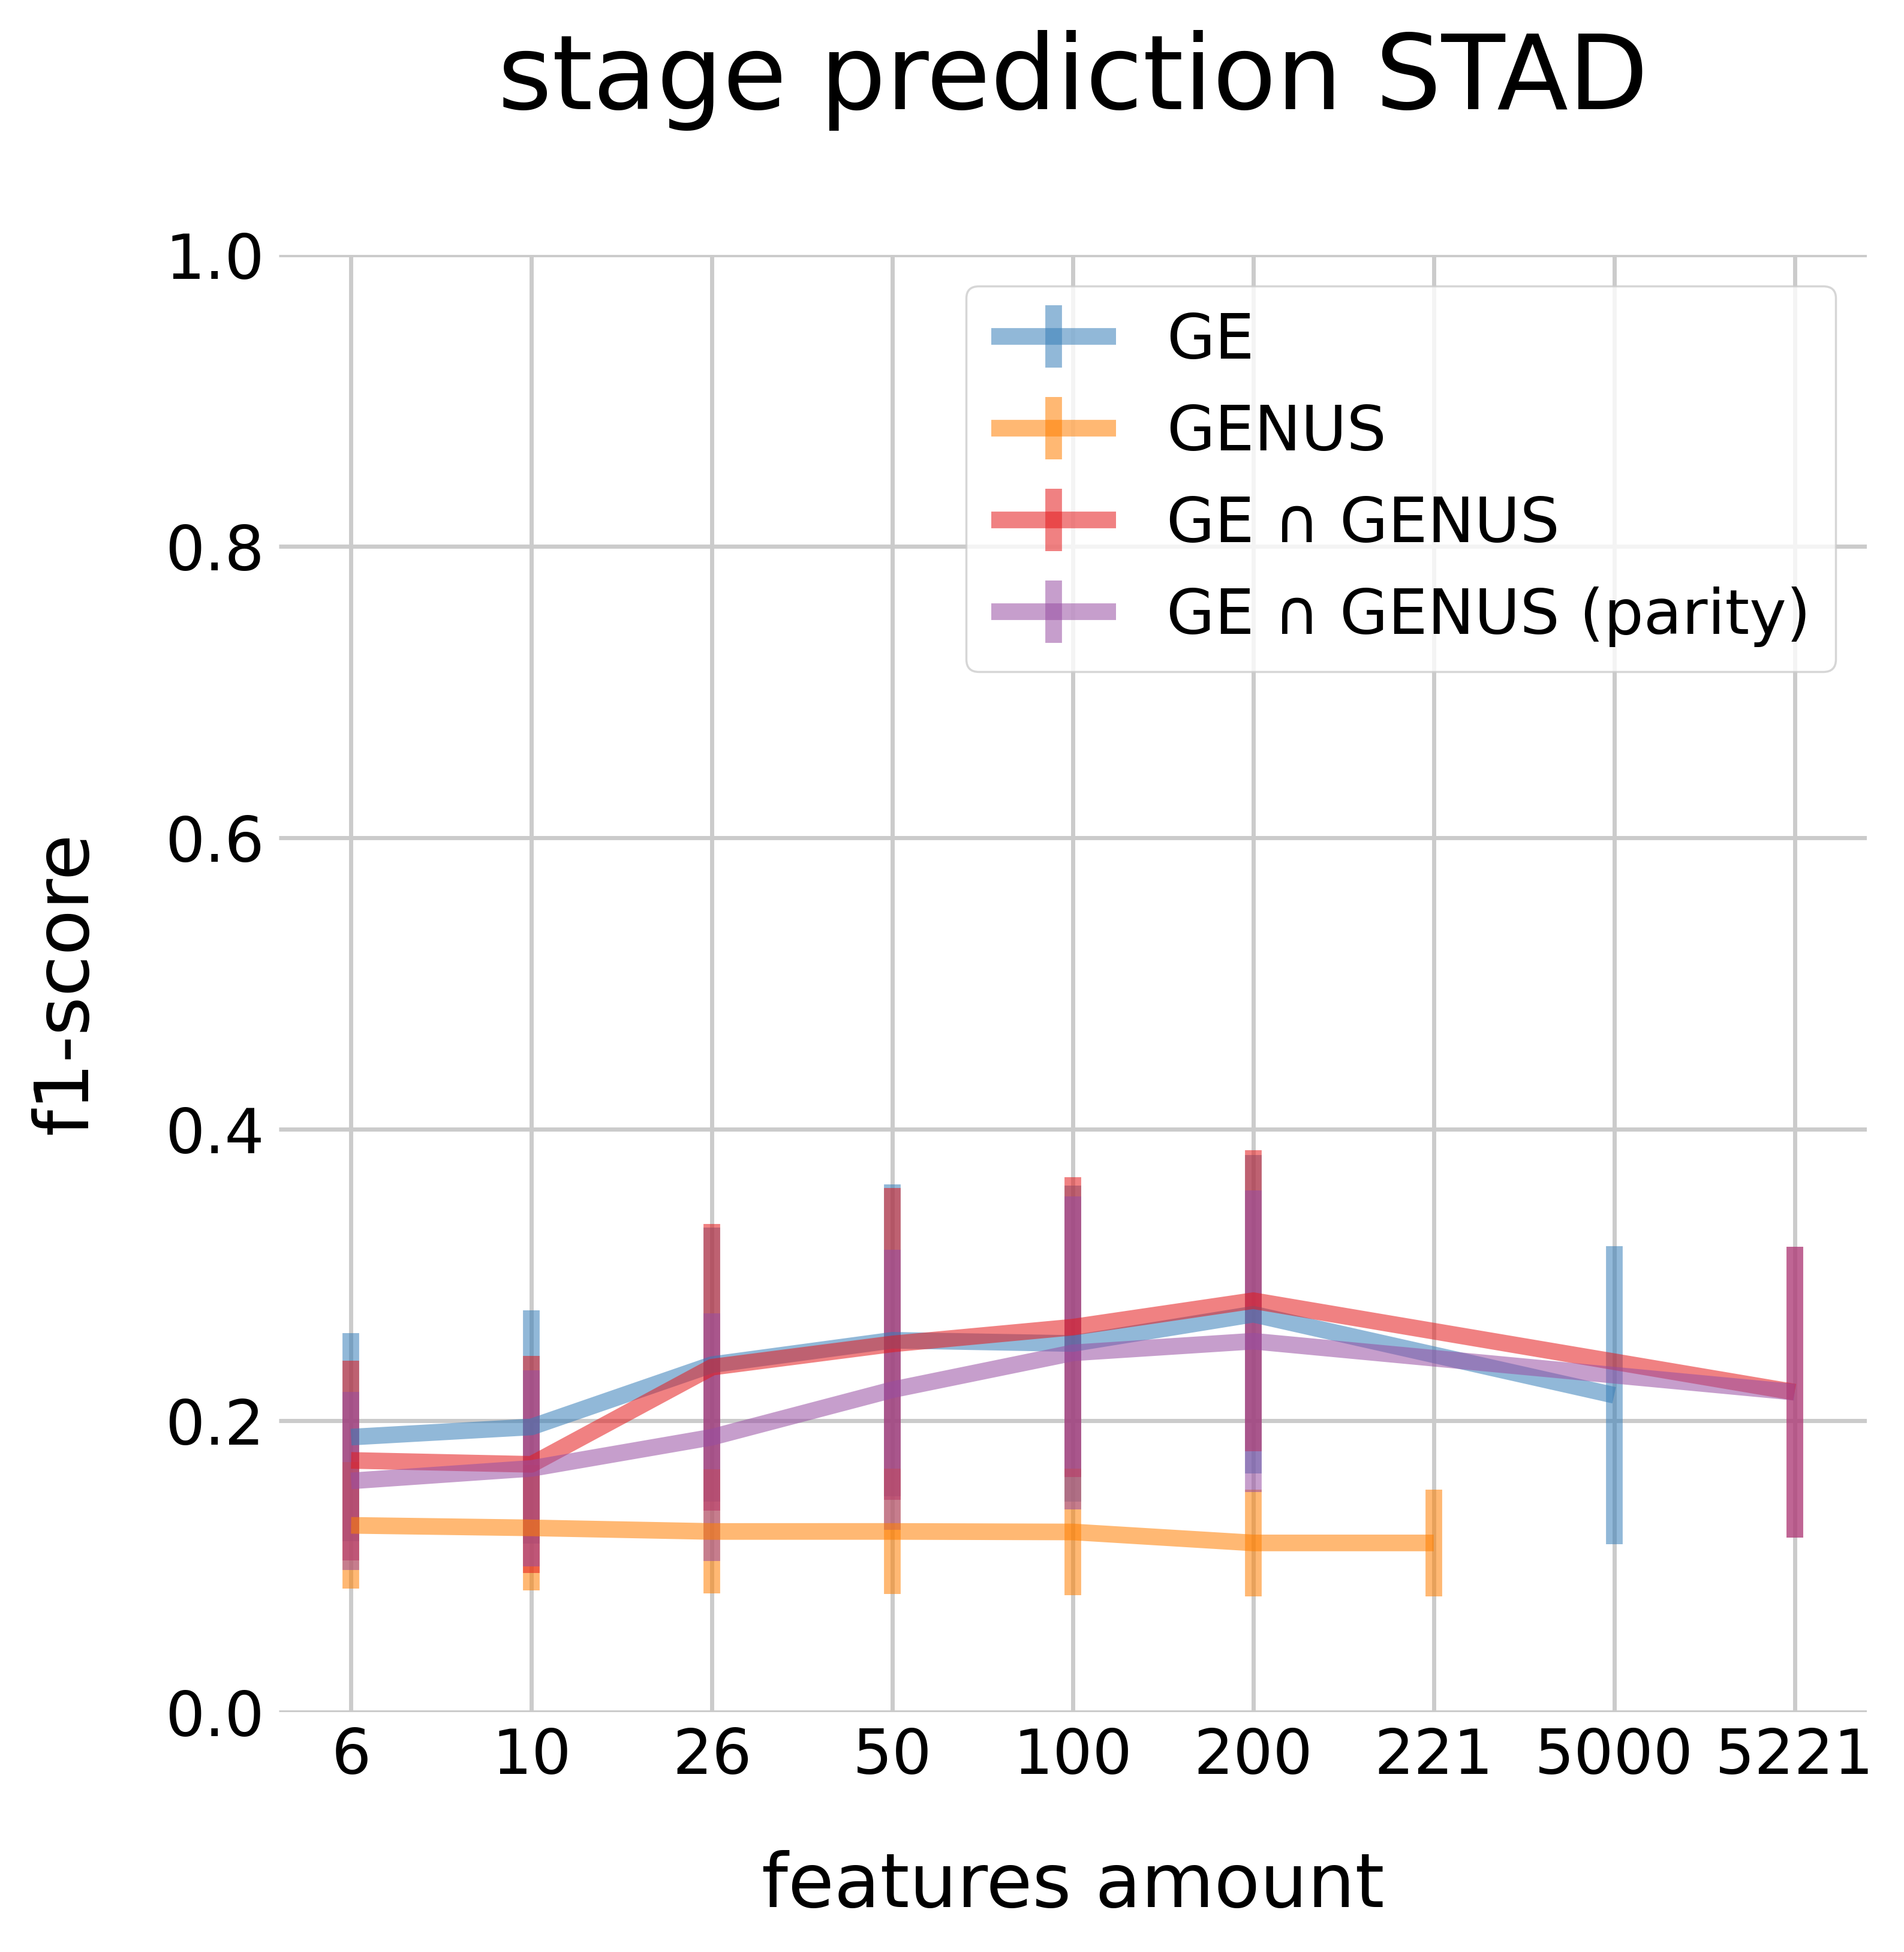 stage prediction STAD
1.0
0.8
0.6
0.4
0.2
0.0
f1-score
GE
GENUS
GE ∩ GENUS
GE ∩ GENUS (parity)
6 10 26 50 100 200 221 5000 5221
features amount